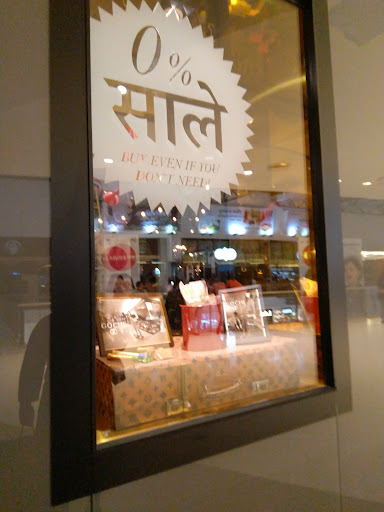 0%
साले
BUY EVEN IF YOU
DON'T NEED!